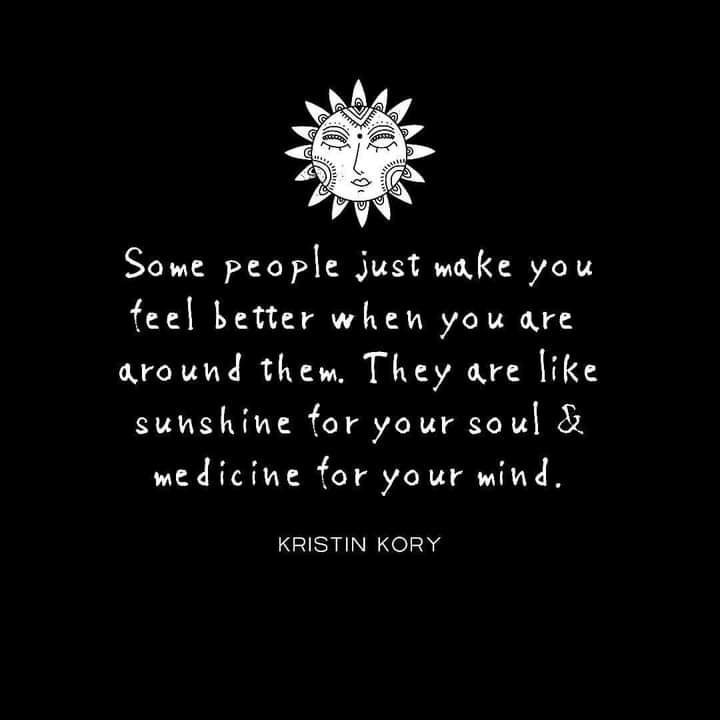 Some people just make you
feel better when you are
around them. They are like
sunshine for your soul &
medicine for your mind.
KRISTIN KORY